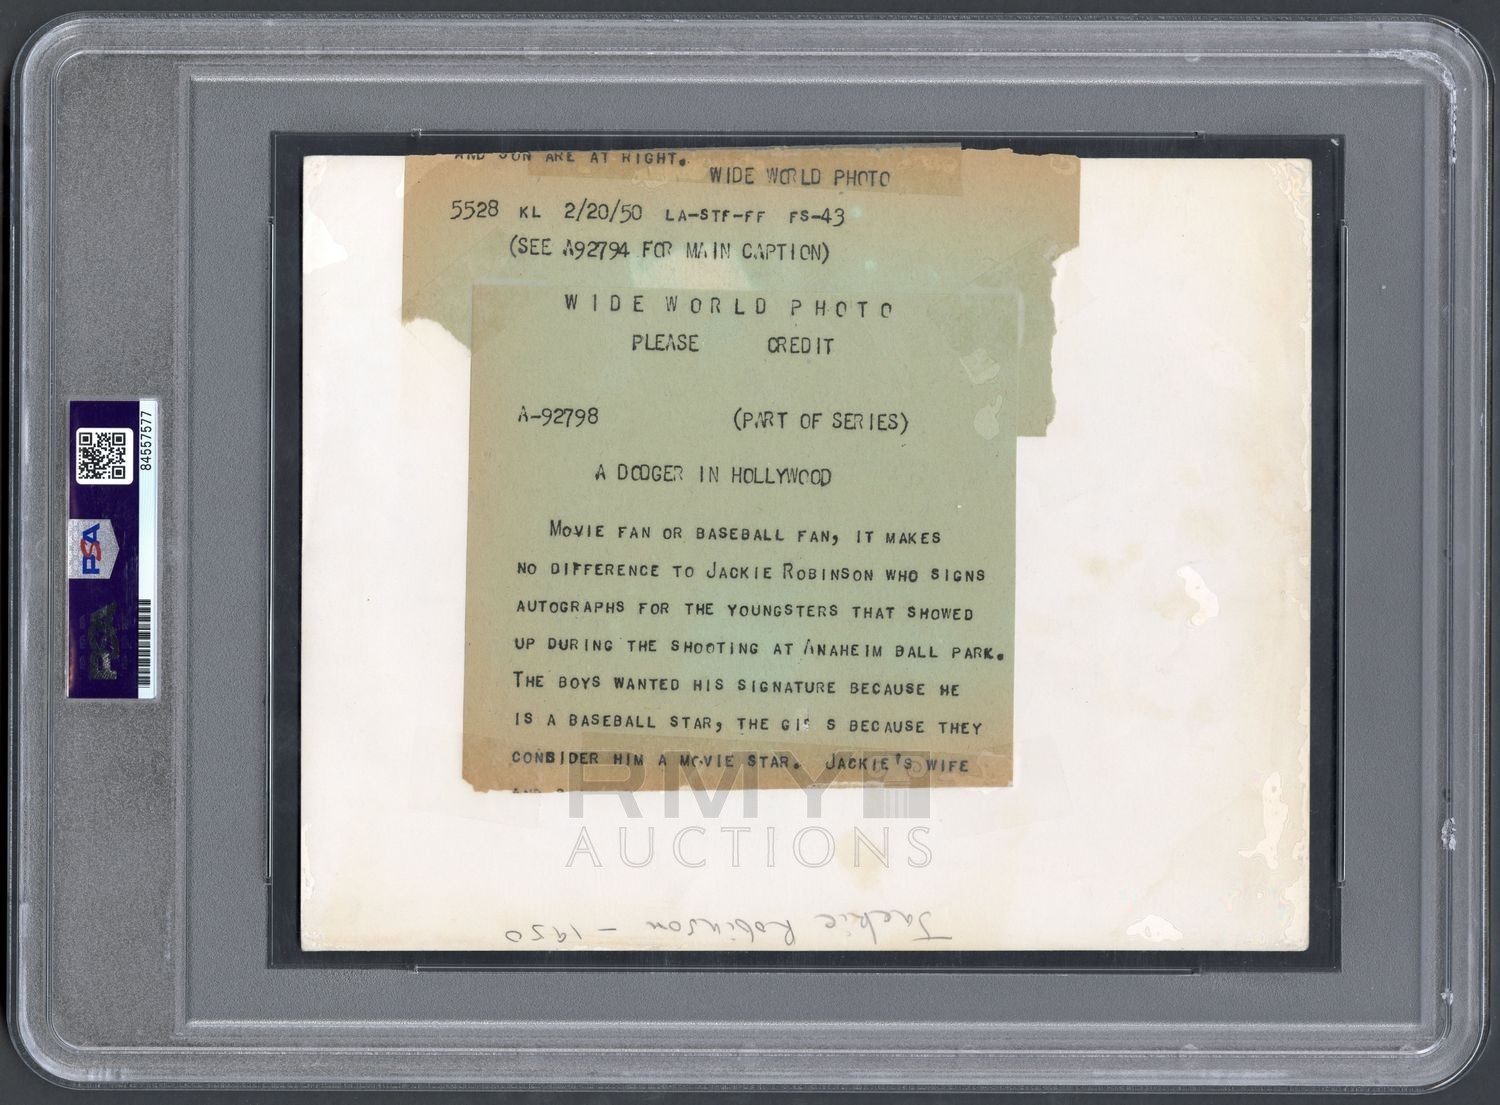 AND SON ARE AT RIGHT.
WIDE WORLD PHOTO
5528 KL 2/20/50 LA-STF-FF FS-43
(SEE A92794 FOR MAIN CAPTION)
WIDE WORLD PHOTO
PLEASE CREDIT
A-92798 (PART OF SERIES)
A DODGER IN HOLLYWOOD
MOVIE FAN OR BASEBALL FAN, IT MAKES
NO DIFFERENCE TO JACKIE ROBINSON WHO SIGNS
AUTOGRAPHS FOR THE YOUNGSTERS THAT SHOWED
UP DURING THE SHOOTING AT ANAHEIM BALL PARK.
THE BOYS WANTED HIS SIGNATURE BECAUSE HE
IS A BASEBALL STAR, THE S BECAUSE THEY
CONSIDER HIM A MOVIE STAR. JACKIE'S WIFE
RMY
AUCTIONS
Jackie Robinson - 1950
84557577
PSA
PSA